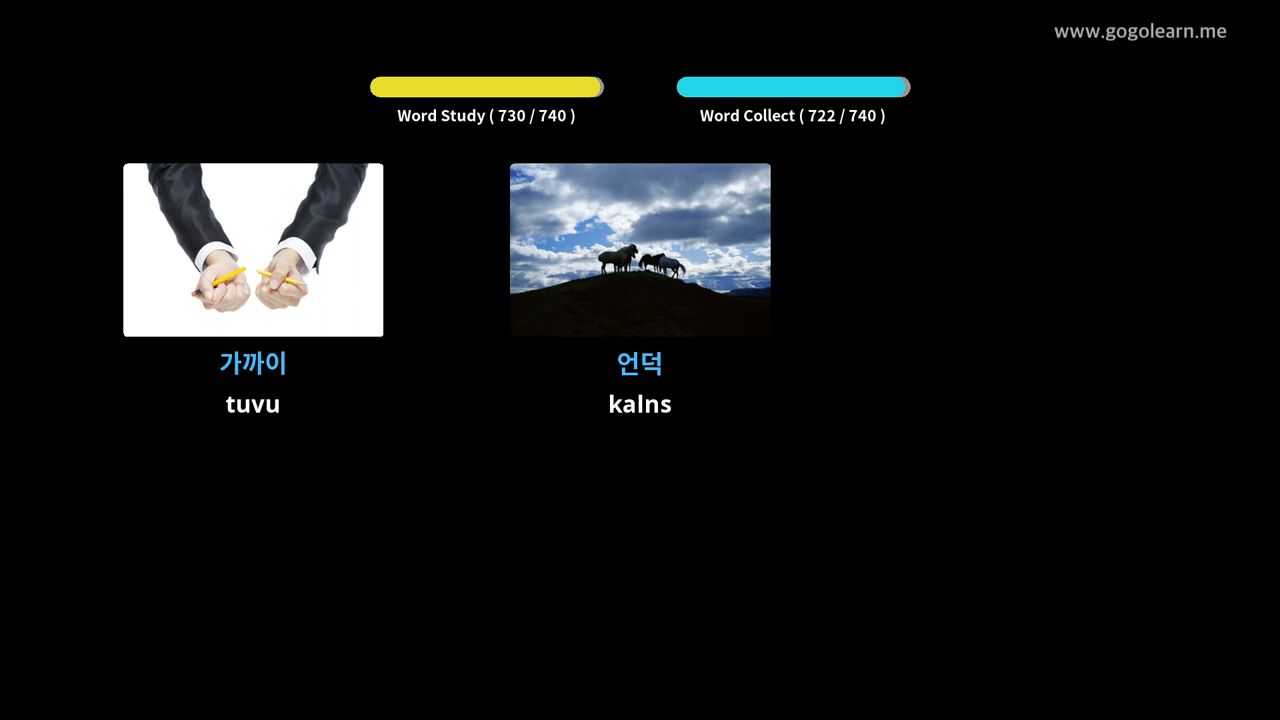 www.gogolearn.me
Word Study ( 730 / 740 )
Word Collect ( 722 / 740 )
가까이
tuvu
언덕
kalns